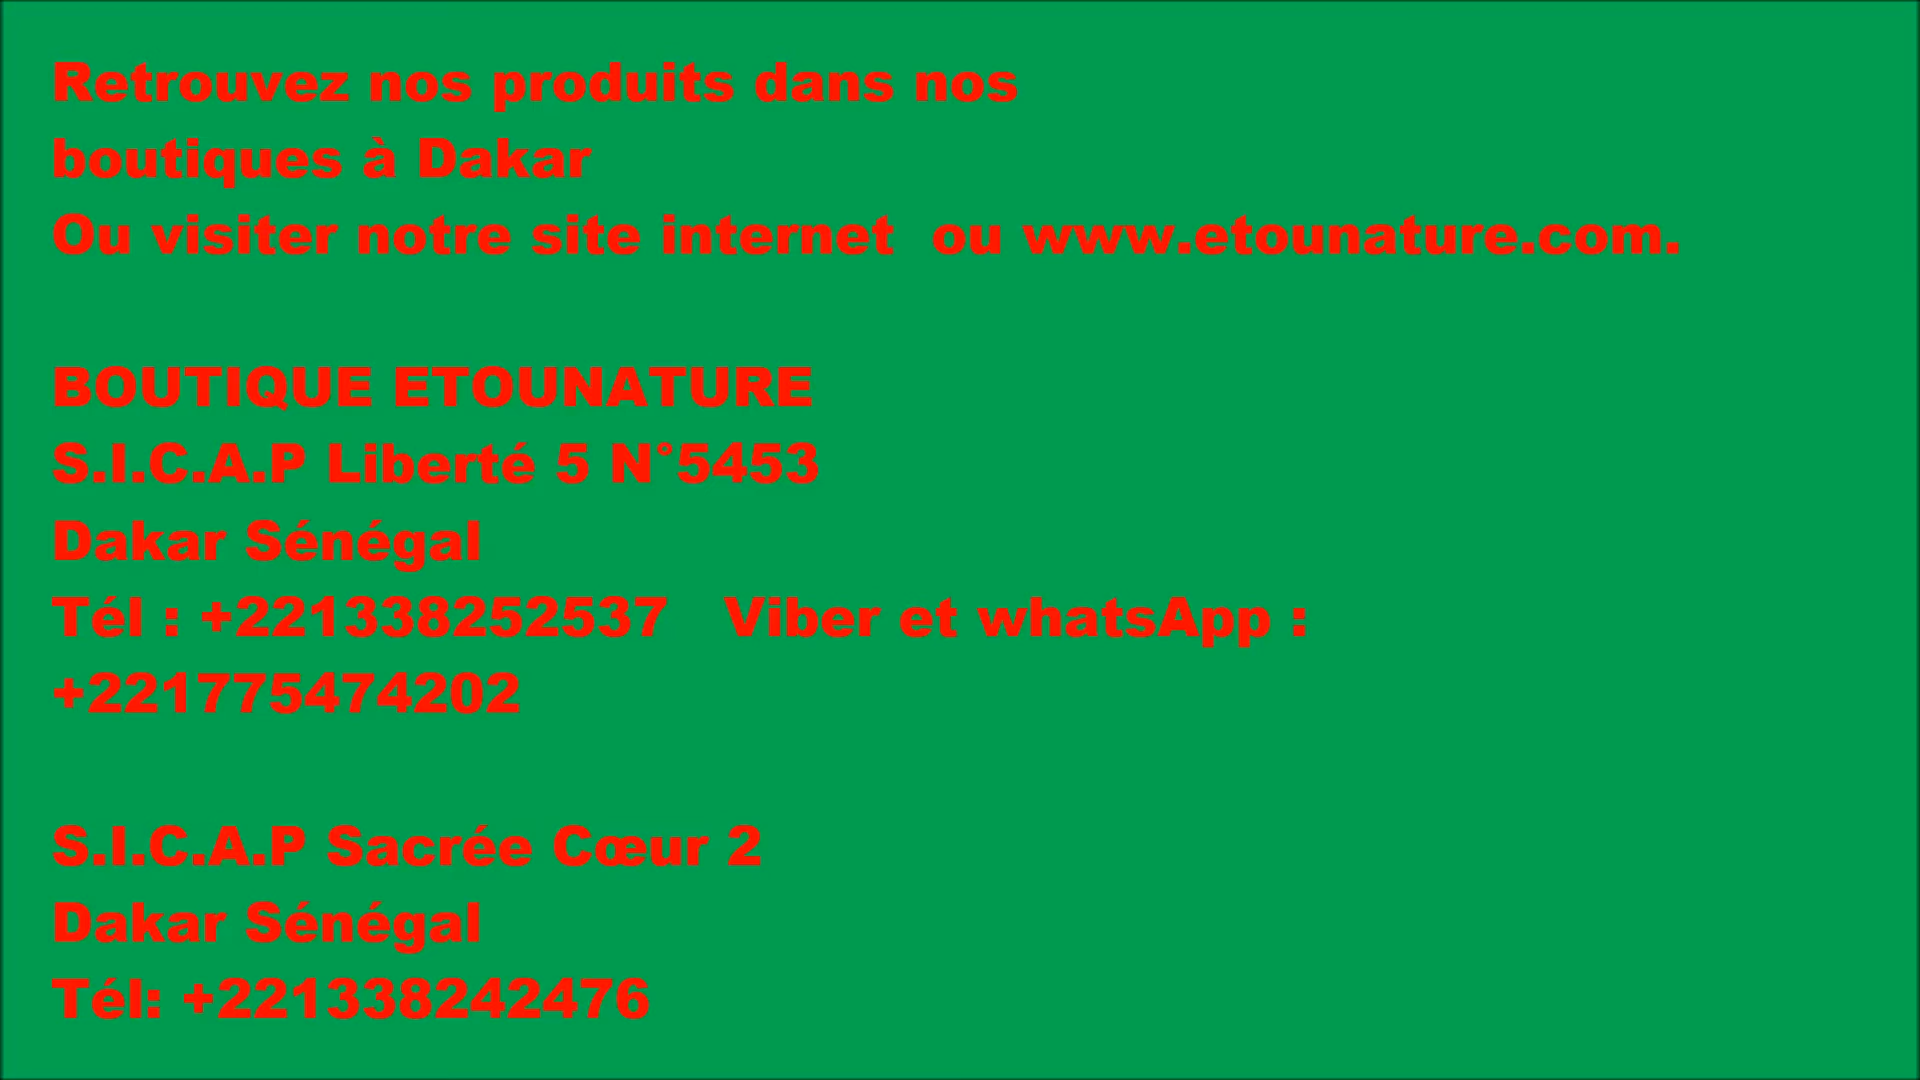 Retrouvez nos produits dans nos
boutiques à Dakar
Ou visiter notre site internet  ou www.etounature.com.
BOUTIQUE ETOUNATURE
S.I.C.A.P Liberté 5 N°5453
Dakar Sénégal
Tél : +221338252537   Viber et whatsApp :
+221775474202
S.I.C.A.P Sacrée Cœur 2
Dakar Sénégal
Tél: +221338242476